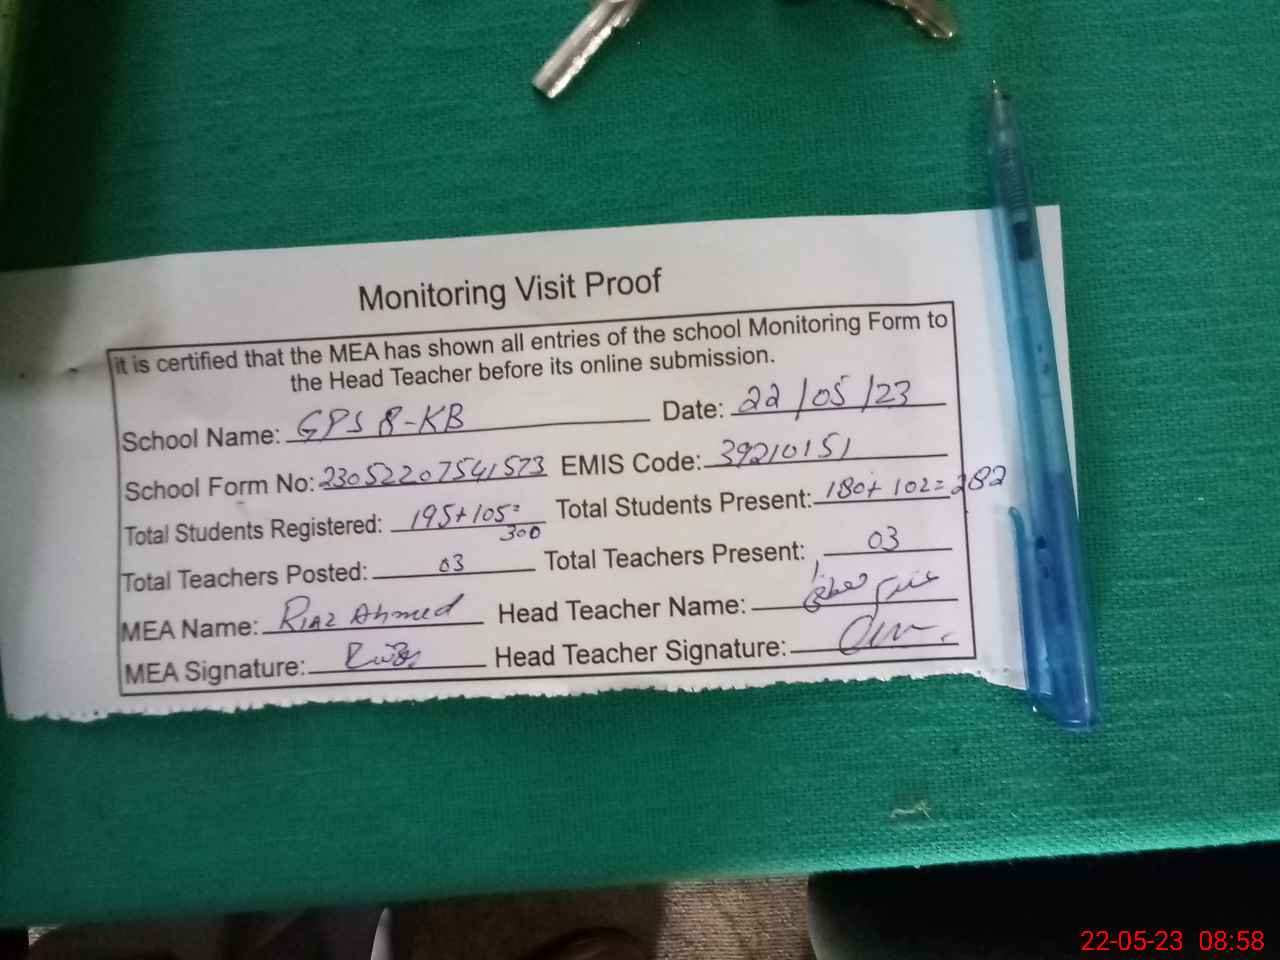 Monitoring Visit Proof
it is certified that the MEA has shown all entries of the school Monitoring Form to
the Head Teacher before its online submission.
School Name: GPS 8-KB Date: 22/05/23
School Form No: 23052207541573 EMIS Code: 39210151
Total Students Registered: 195+105= 300 Total Students Present: 180+102=282
Total Teachers Posted: 03 Total Teachers Present: 03
MEA Name: Riaz Ahmed Head Teacher Name:
MEA Signature: Head Teacher Signature:
22-05-23 08:58